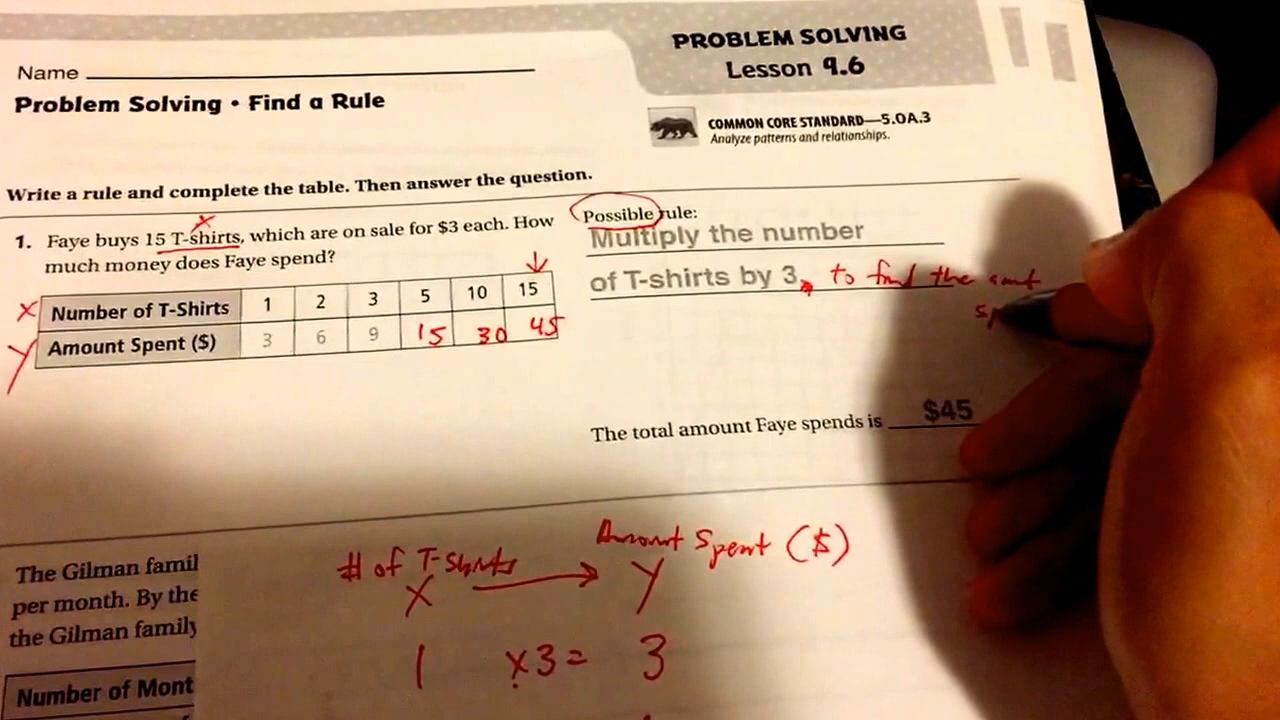 PROBLEM SOLVING
Lesson 9.6
Name
Problem Solving • Find a Rule
COMMON CORE STANDARD—5.OA.3
Analyze patterns and relationships.
Write a rule and complete the table. Then answer the question.
x
1. Faye buys 15 T-shirts, which are on sale for $3 each. How
much money does Faye spend?
X Number of T-Shirts 1 2 3 5 10 15
Y Amount Spent ($) 3 6 9 15 30 45
Possible rule:
Multiply the number
of T-shirts by 3, to find the amt
The total amount Faye spends is $45
The Gilman famil
per month. By the
the Gilman family
Number of Mont
# of T-Shirts Amount Spent ($)
X Y
1 x3= 3